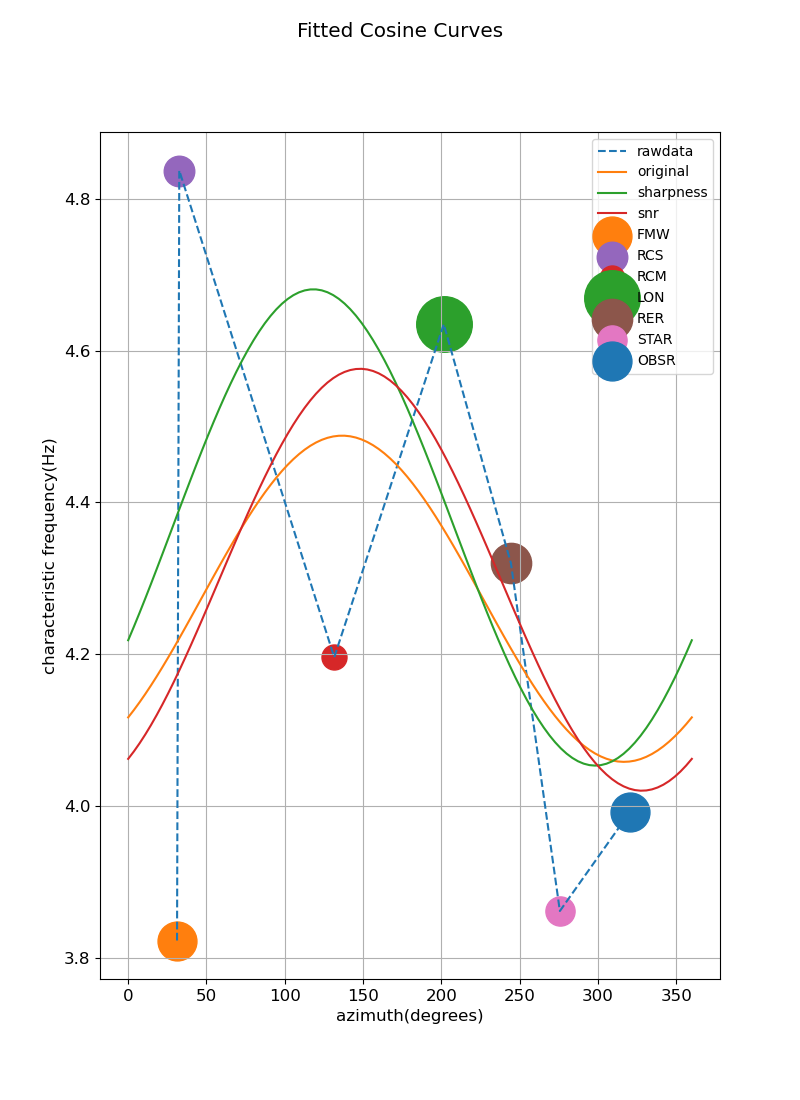 Fitted Cosine Curves
rawdata
original
sharpness
snr
FMW
RCS
RCM
LON
RER
STAR
OBSR
characteristic frequency(Hz)
4.8
4.6
4.4
4.2
4.0
3.8
0 50 100 150 200 250 300 350
azimuth(degrees)